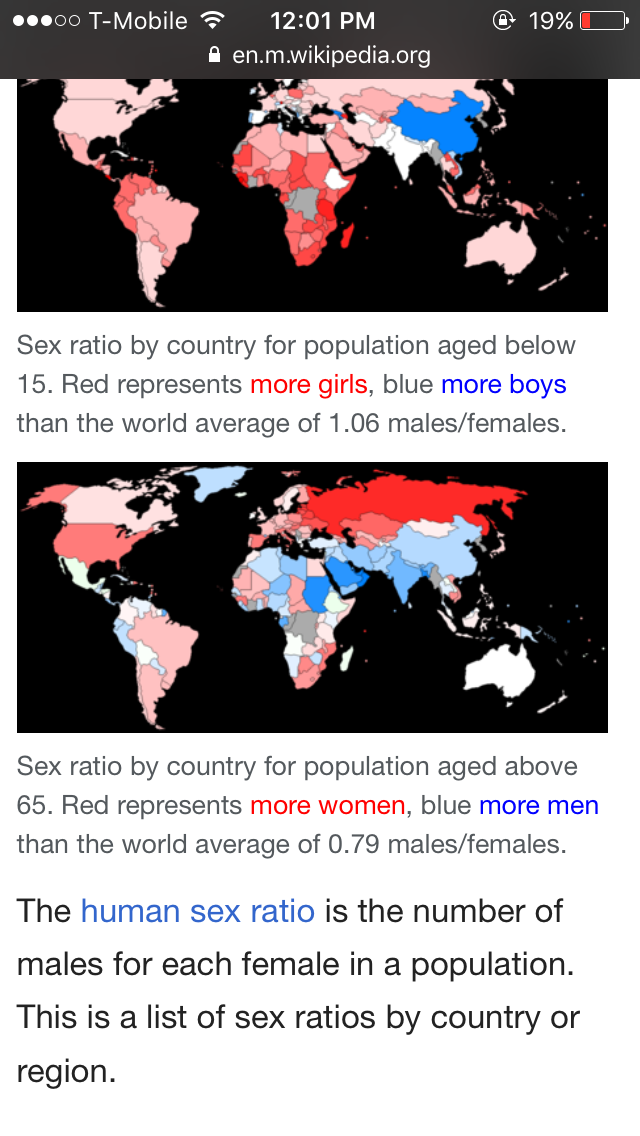 T-Mobile 12:01 PM 19%
en.m.wikipedia.org
Sex ratio by country for population aged below
15. Red represents more girls, blue more boys
than the world average of 1.06 males/females.
Sex ratio by country for population aged above
65. Red represents more women, blue more men
than the world average of 0.79 males/females.
The human sex ratio is the number of
males for each female in a population.
This is a list of sex ratios by country or
region.